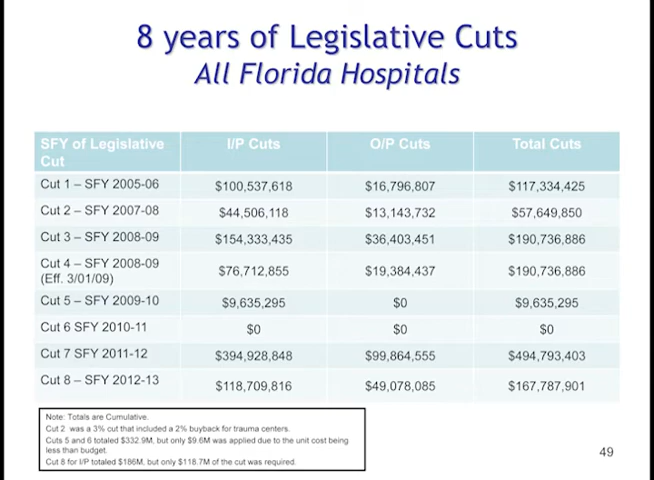 8 years of Legislative Cuts
All Florida Hospitals
SFY of Legislative Cut I/P Cuts O/P Cuts Total Cuts
Cut 1 – SFY 2005-06 $100,537,618 $16,796,807 $117,334,425
Cut 2 – SFY 2007-08 $44,506,118 $13,143,732 $57,649,850
Cut 3 – SFY 2008-09 $154,333,435 $36,403,451 $190,736,886
Cut 4 – SFY 2008-09 (Eff. 3/01/09) $76,712,855 $19,384,437 $190,736,886
Cut 5 – SFY 2009-10 $9,635,295 $0 $9,635,295
Cut 6 SFY 2010-11 $0 $0 $0
Cut 7 SFY 2011-12 $394,928,848 $99,864,555 $494,793,403
Cut 8 – SFY 2012-13 $118,709,816 $49,078,085 $167,787,901
Note: Totals are Cumulative.
Cut 2 was a 3% cut that included a 2% buyback for trauma centers.
Cuts 5 and 6 totaled $332.9M, but only $9.6M was applied due to the unit cost being
less than budget.
Cut 8 for I/P totaled $186M, but only $118.7M of the cut was required.
49